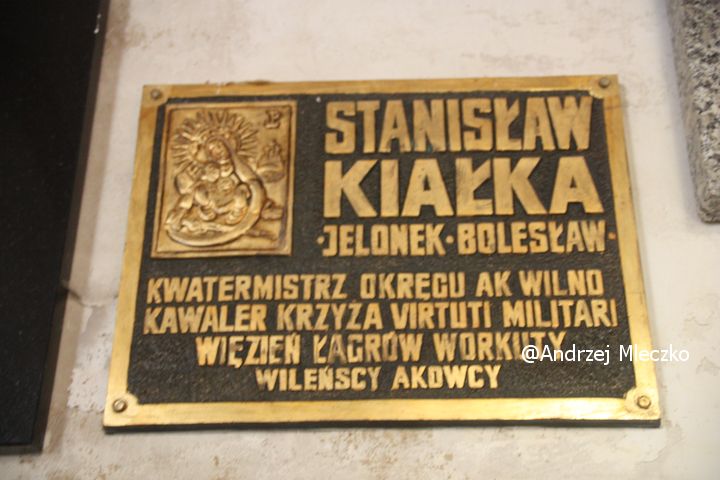 STANISŁAW
KIAŁKA
·JELONEK·BOLESŁAW·
KWATERMISTRZ OKRĘGU AK WILNO
KAWALER KRZYŻA VIRTUTI MILITARI
WIĘZIEŃ ŁAGRÓW WORKUTY
WILEŃSCY AKOWCY
@Andrzej Mleczko